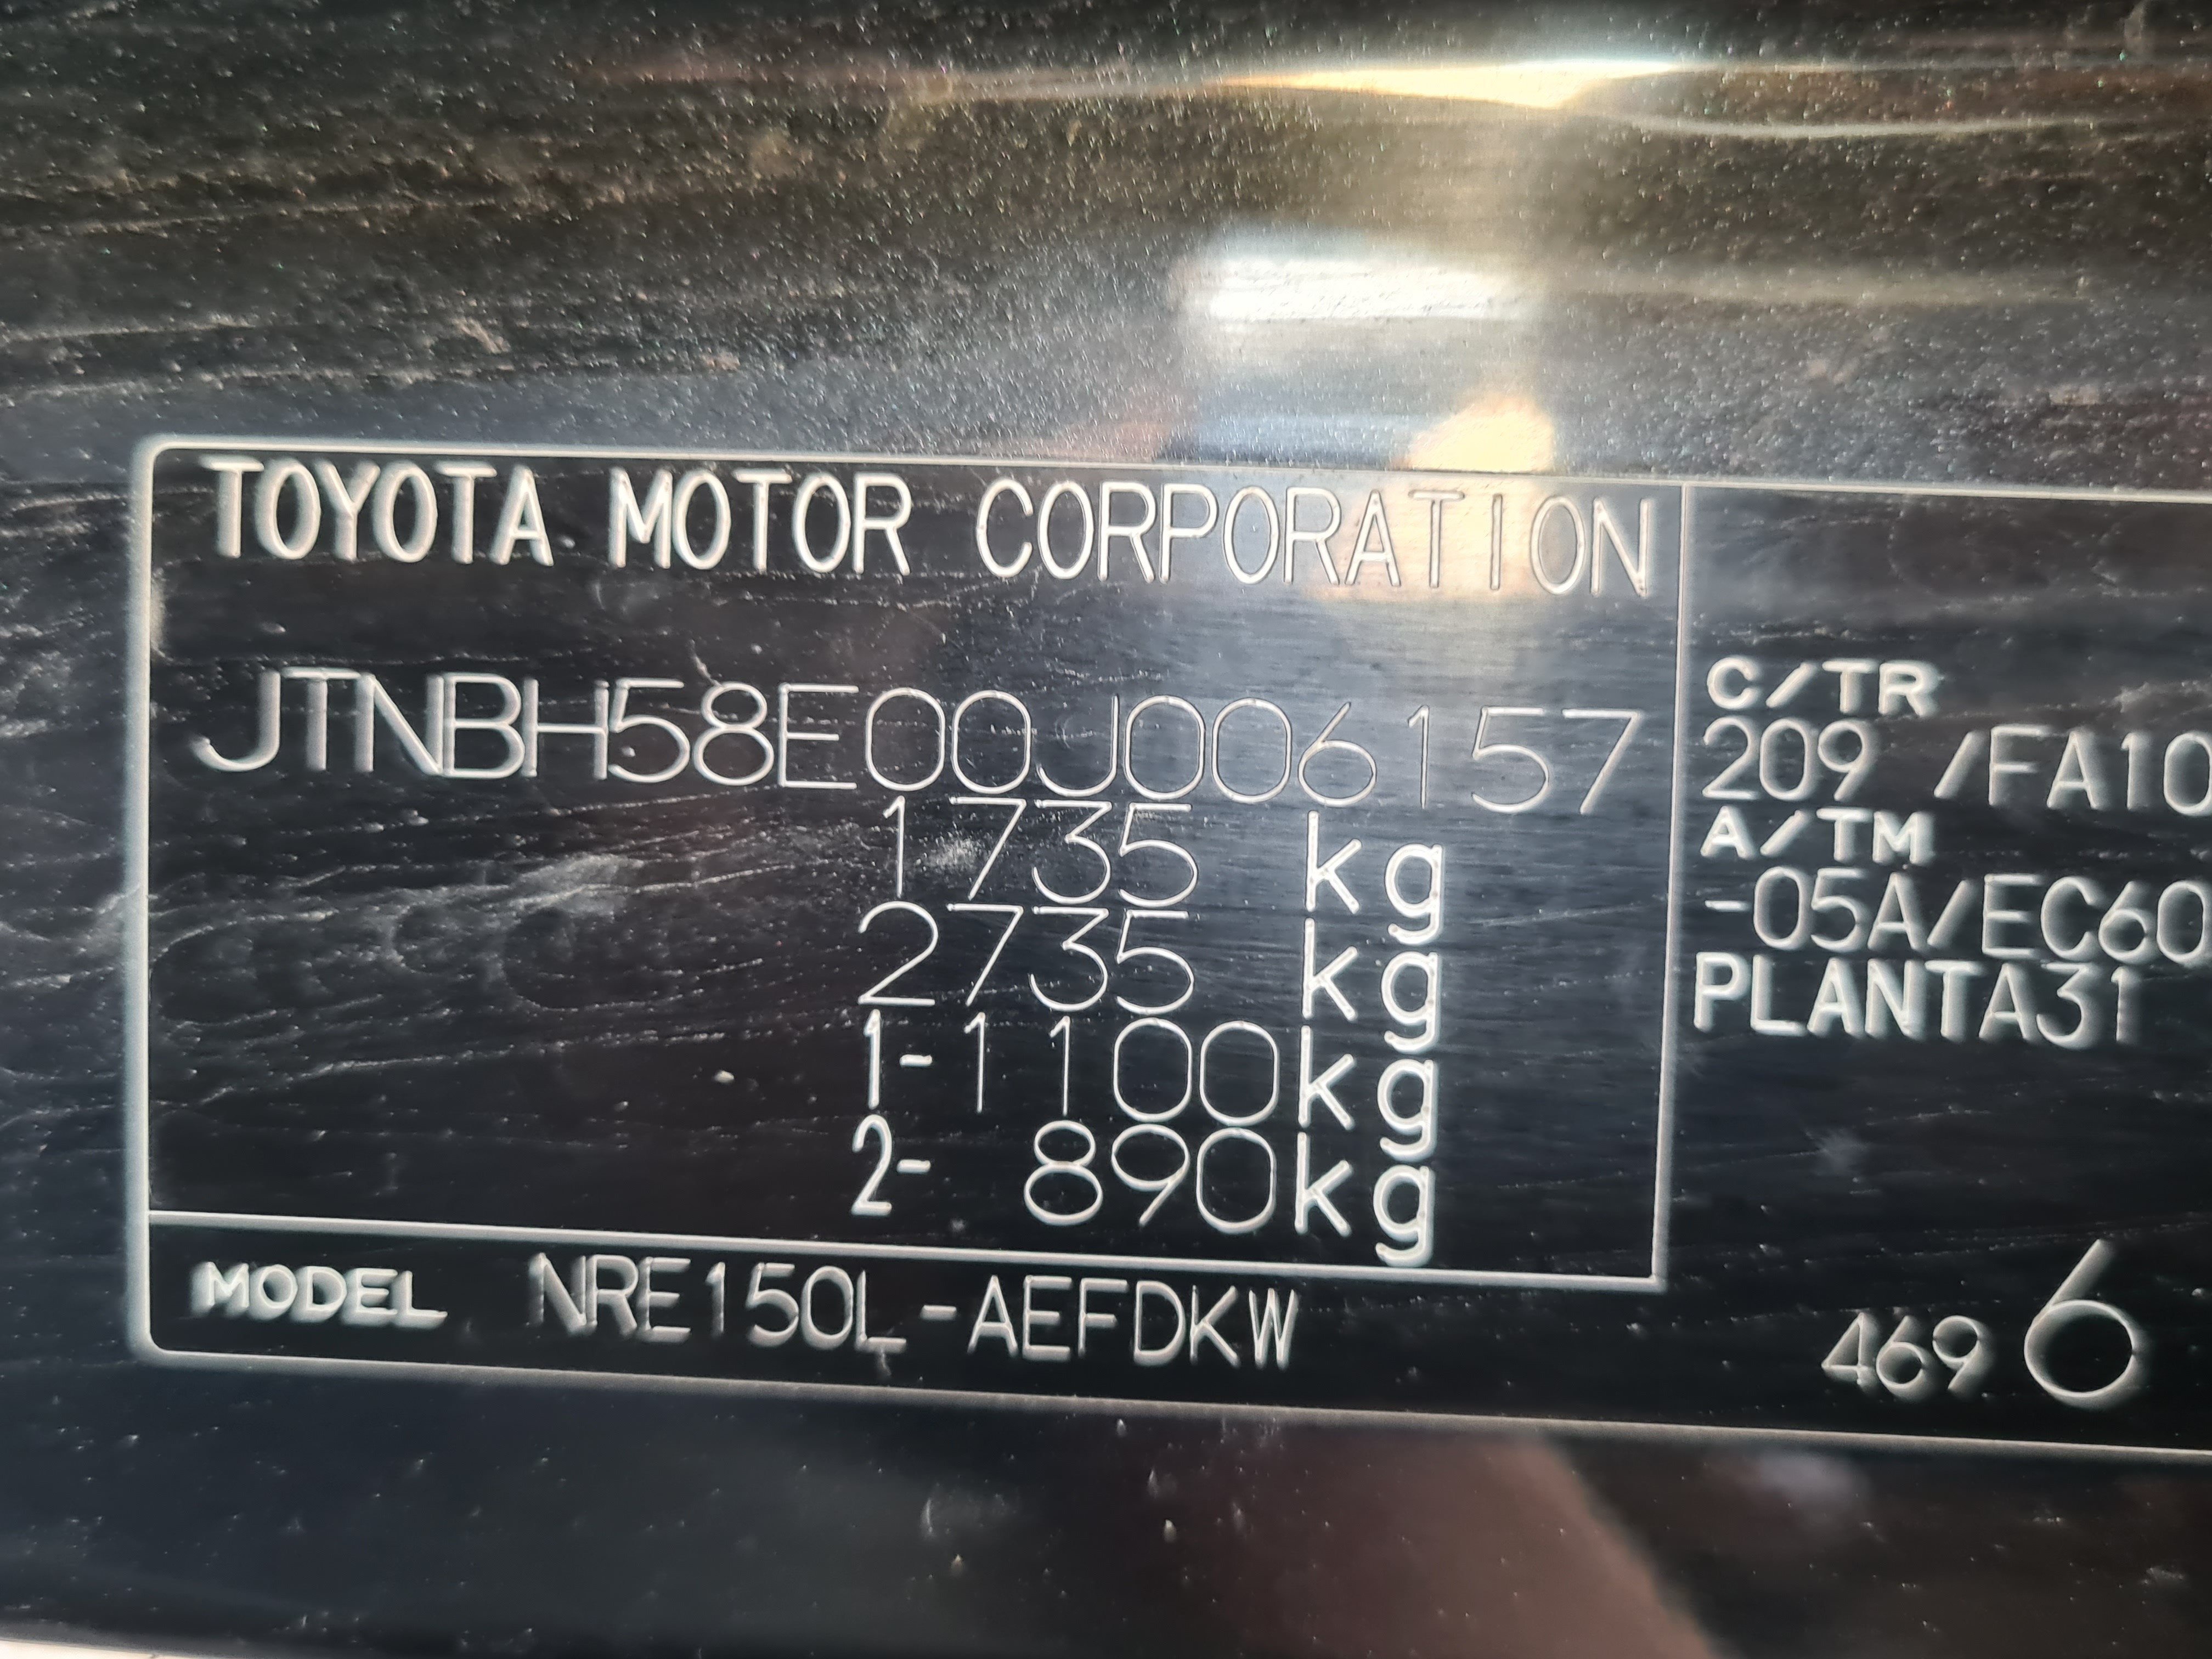 TOYOTA MOTOR CORPORATION
JTNBH58E00J006157
1735 kg
2735 kg
1- 1100kg
2- 890kg
MODEL NRE150L-AEFDKW
C/TR
209 /FA10
A/TM
-05A/EC60
PLANTA31
469 6